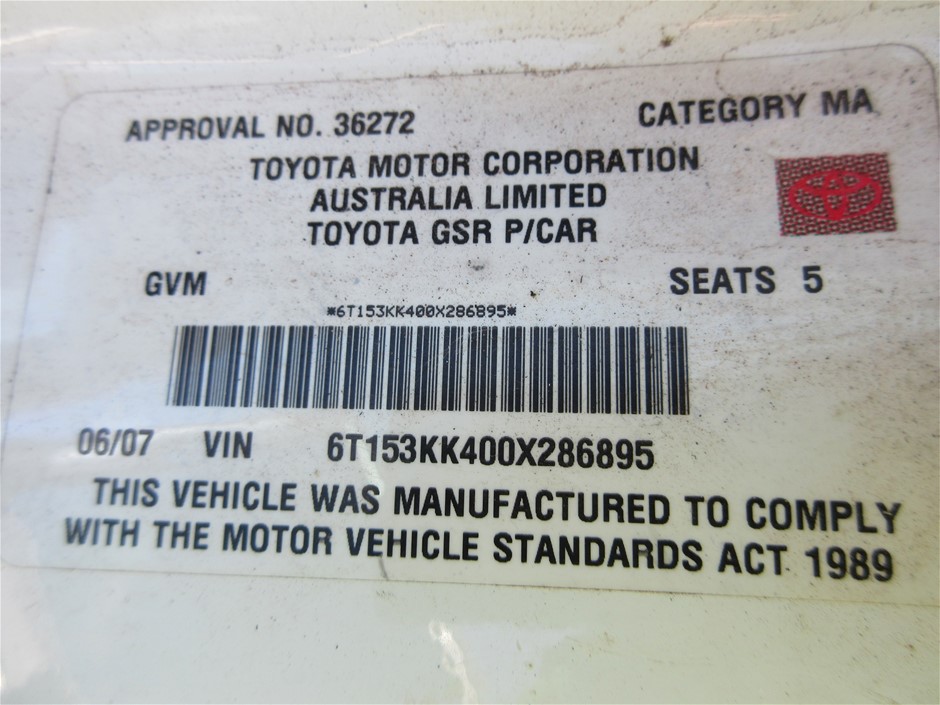 APPROVAL NO. 36272 CATEGORY MA
TOYOTA MOTOR CORPORATION
AUSTRALIA LIMITED
TOYOTA GSR P/CAR
GVM SEATS 5
*6T153KK400X286895*
06/07 VIN 6T153KK400X286895
THIS VEHICLE WAS MANUFACTURED TO COMPLY
WITH THE MOTOR VEHICLE STANDARDS ACT 1989